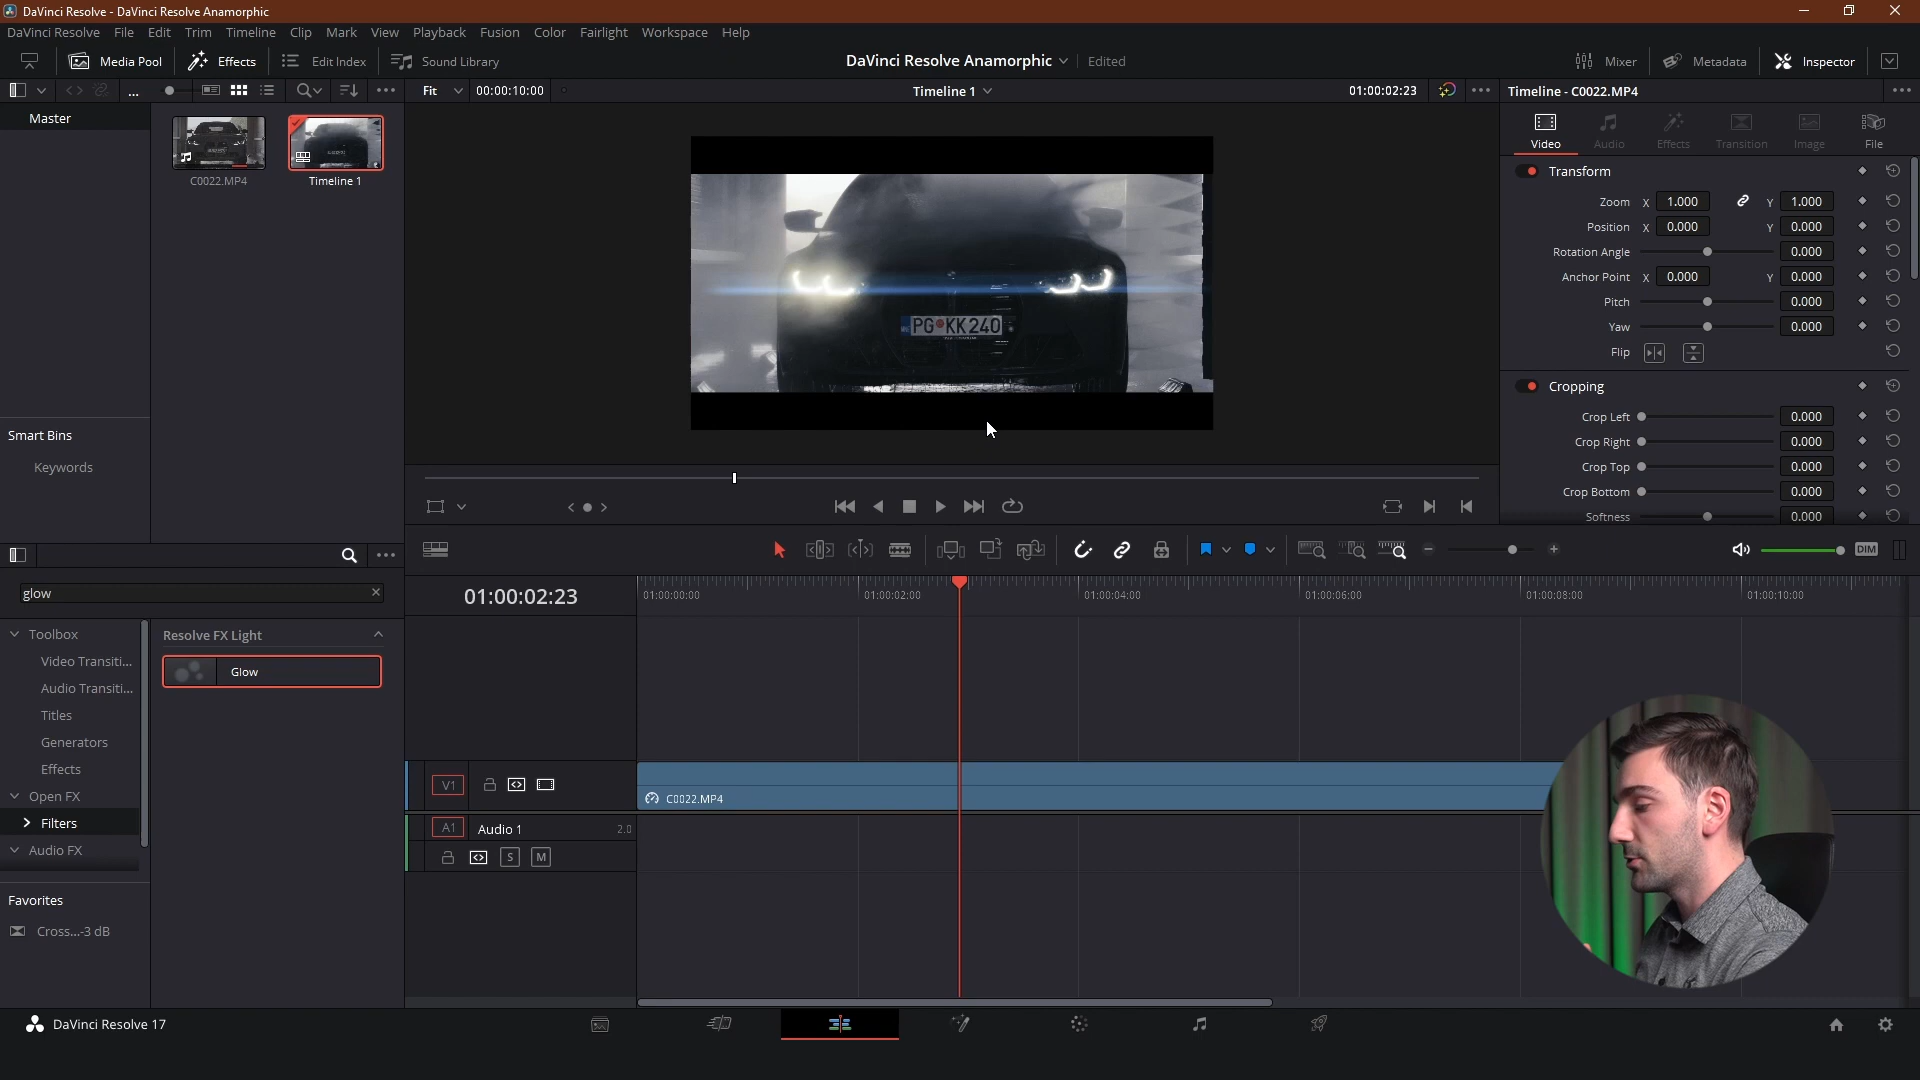 DaVinci Resolve - DaVinci Resolve Anamorphic
DaVinci Resolve File Edit Trim Timeline Clip Mark View Playback Fusion Color Fairlight Workspace Help
Media Pool Effects Edit Index Sound Library DaVinci Resolve Anamorphic Edited Mixer Metadata Inspector
... Fit 00:00:10:00 Timeline 1 01:00:02:23 Timeline - C0022.MP4
Master
C0022.MP4 Timeline 1
Video Audio Effects Transition Image File
Transform
Zoom X 1.000 Y 1.000
Position X 0.000 Y 0.000
Rotation Angle 0.000
Anchor Point X 0.000 Y 0.000
Pitch 0.000
Yaw 0.000
Flip
PG KK240
Cropping
Crop Left 0.000
Crop Right 0.000
Crop Top 0.000
Crop Bottom 0.000
Softness 0.000
Smart Bins
Keywords
DIM
glow
01:00:02:23 01:00:00:00 01:00:02:00 01:00:04:00 01:00:06:00 01:00:08:00 01:00:10:00
Toolbox
Video Transiti...
Audio Transiti...
Titles
Generators
Effects
Open FX
Filters
Audio FX
Resolve FX Light
Glow
V1
C0022.MP4
A1 Audio 1 2.0
S M
Favorites
Cross...-3 dB
DaVinci Resolve 17